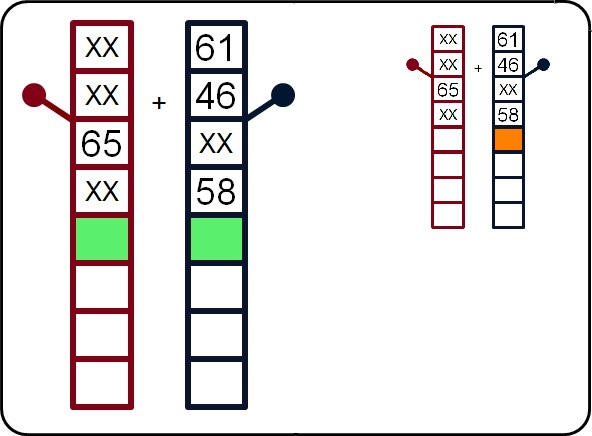 XX 61 XX 61
XX + 46 XX + 46
65 XX 65 XX
XX 58 XX 58